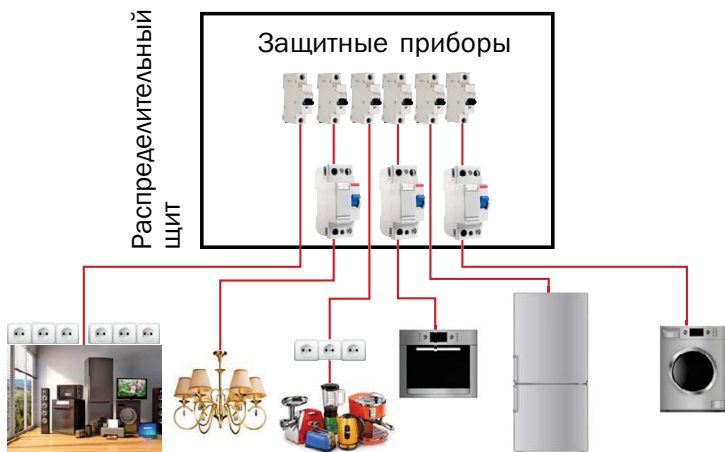 Распределительный
щит
Защитные приборы